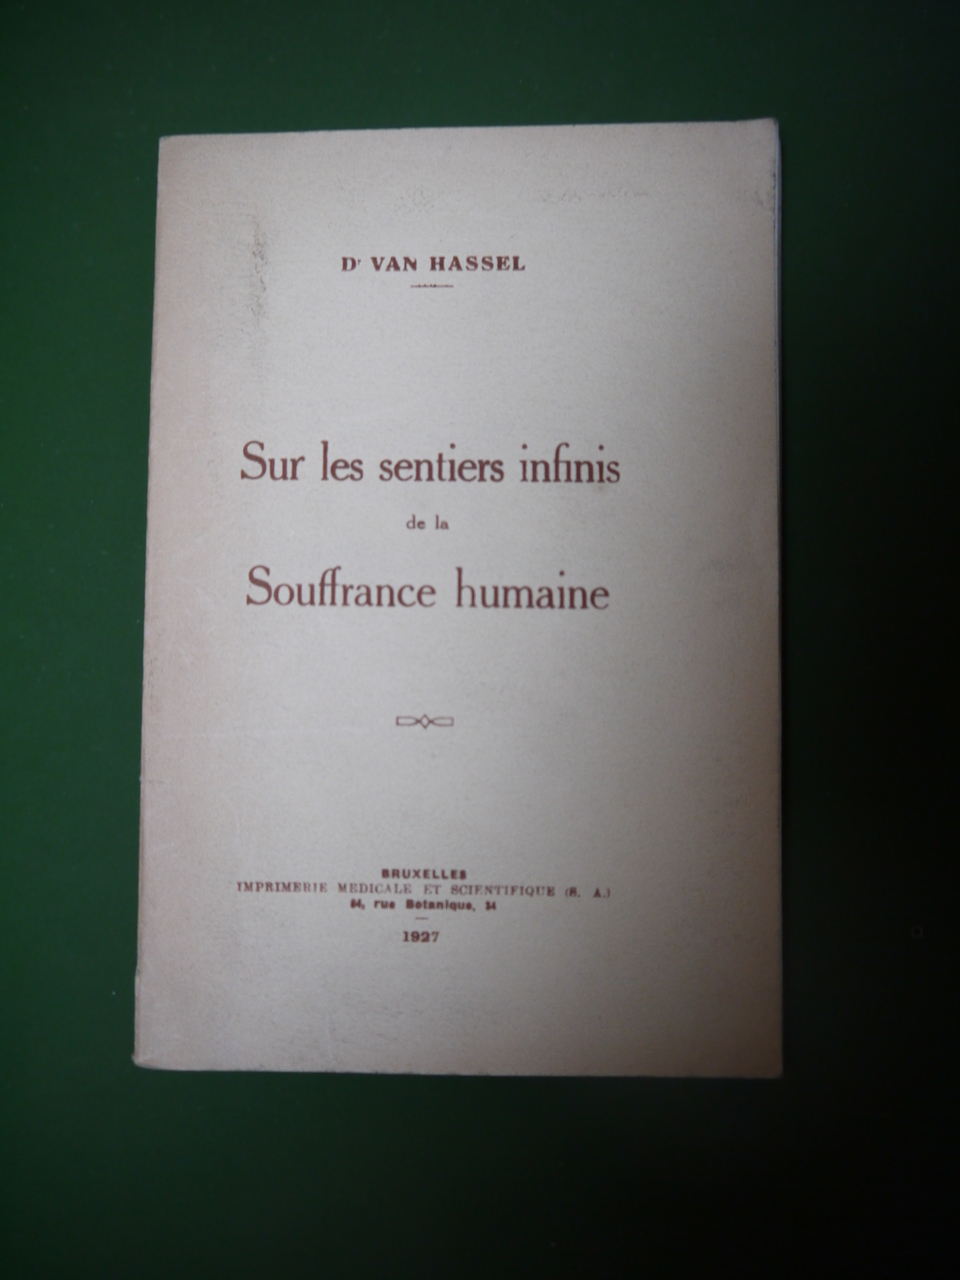 Dr VAN HASSEL
Sur les sentiers infinis
de la
Souffrance humaine
BRUXELLES
IMPRIMERIE MEDICALE ET SCIENTIFIQUE (S. A.)
34, rue Botanique, 34
1927